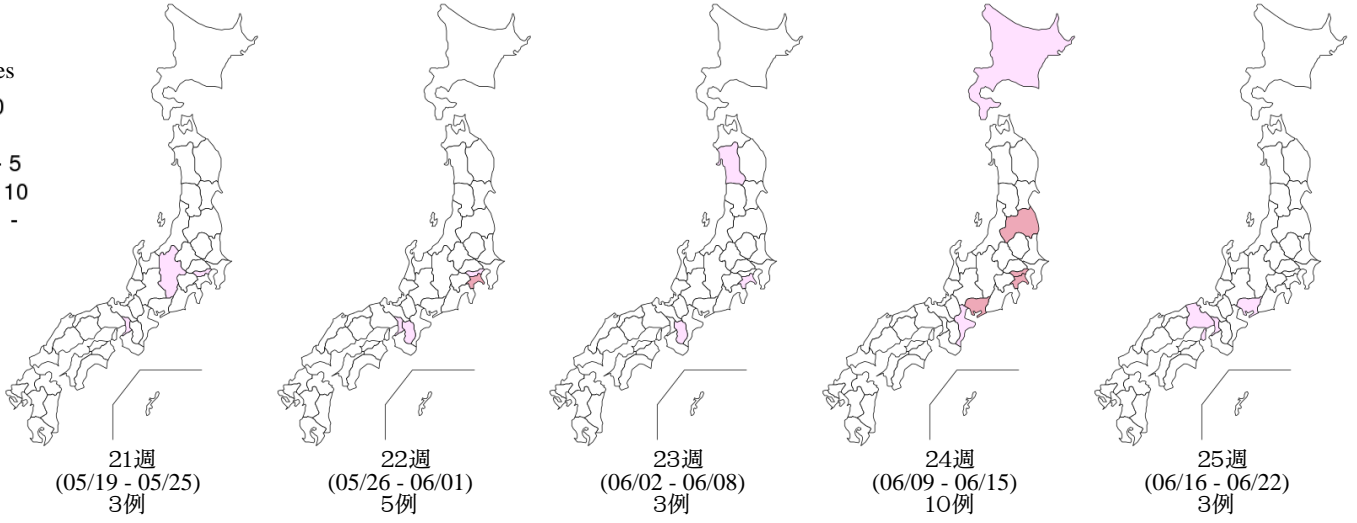 es
0
- 5
10
-
21週
(05/19 - 05/25)
3例
22週
(05/26 - 06/01)
5例
23週
(06/02 - 06/08)
3例
24週
(06/09 - 06/15)
10例
25週
(06/16 - 06/22)
3例